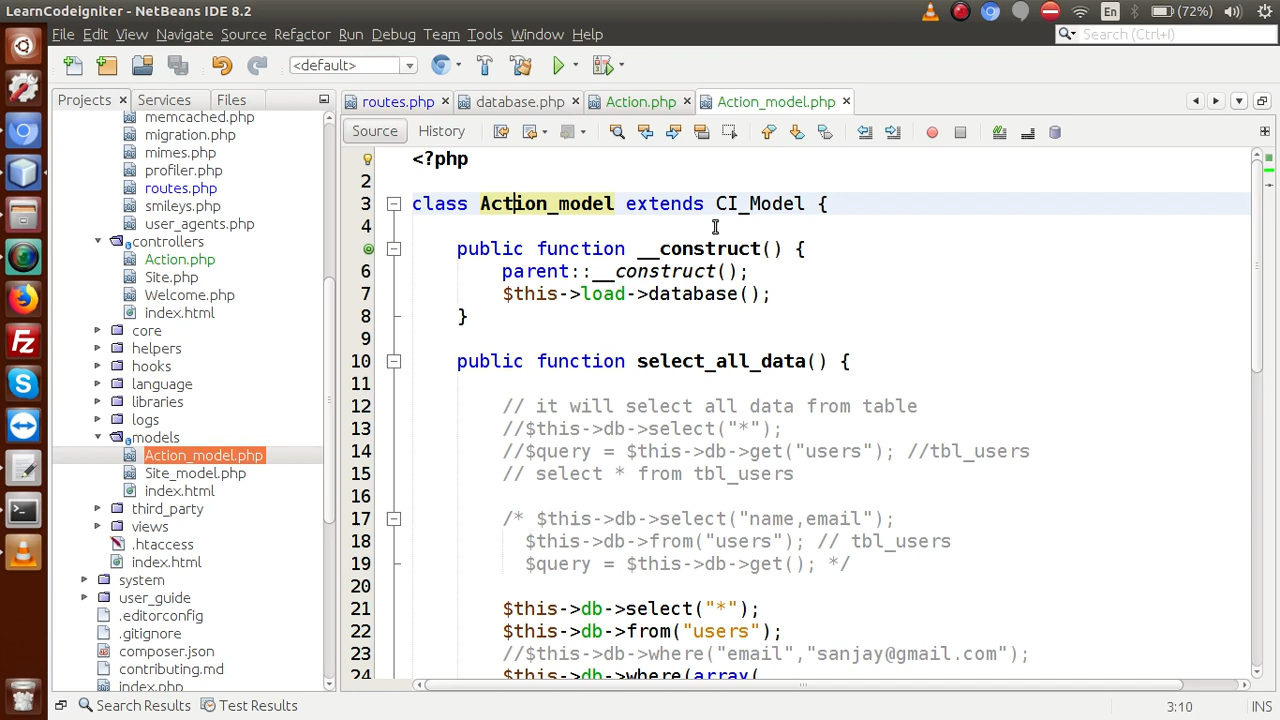 LearnCodeigniter - NetBeans IDE 8.2
En
(72%)
File Edit View Navigate Source Refactor Run Debug Team Tools Window Help
Search (Ctrl+I)
<default>
Projects Services Files
routes.php database.php Action.php Action_model.php
Source History
memcached.php
migration.php
mimes.php
profiler.php
routes.php
smileys.php
user_agents.php
controllers
Action.php
Site.php
Welcome.php
index.html
core
helpers
hooks
language
libraries
logs
models
Action_model.php
Site_model.php
index.html
third_party
views
.htaccess
index.html
system
user_guide
.editorconfig
.gitignore
composer.json
contributing.md
index.php
<?php
2
3 class Action_model extends CI_Model {
4
public function __construct() {
6 parent::__construct();
7 $this->load->database();
8 }
9
10 public function select_all_data() {
11
12 // it will select all data from table
13 //$this->db->select("*");
14 //$query = $this->db->get("users"); //tbl_users
15 // select * from tbl_users
16
17 /* $this->db->select("name,email");
18 $this->db->from("users"); // tbl_users
19 $query = $this->db->get(); */
20
21 $this->db->select("*");
22 $this->db->from("users");
23 //$this->db->where("email","sanjay@gmail.com");
24 $this->db->where(array(
Search Results Test Results
3:10 INS